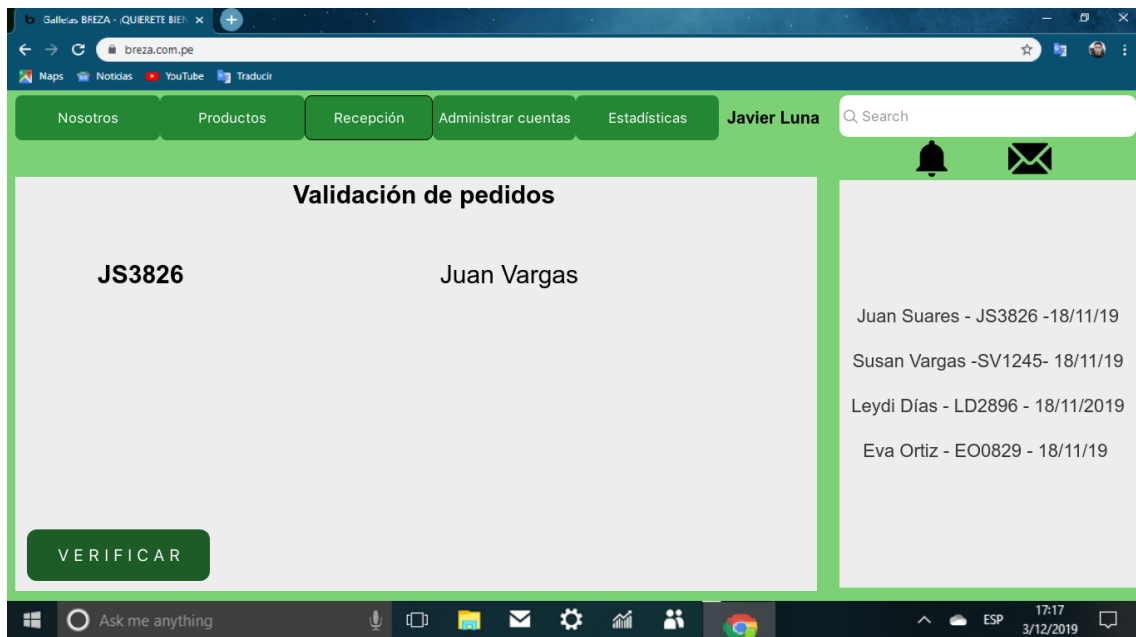 Galletas BREZA - ¡QUIERETE BIEN
breza.com.pe
Maps Noticias YouTube Traducir
Nosotros Productos Recepción Administrar cuentas Estadísticas Javier Luna Search
Validación de pedidos
JS3826 Juan Vargas
Juan Suares - JS3826 -18/11/19
Susan Vargas -SV1245- 18/11/19
Leydi Días - LD2896 - 18/11/2019
Eva Ortiz - EO0829 - 18/11/19
VERIFICAR
Ask me anything ESP 17:17
3/12/2019